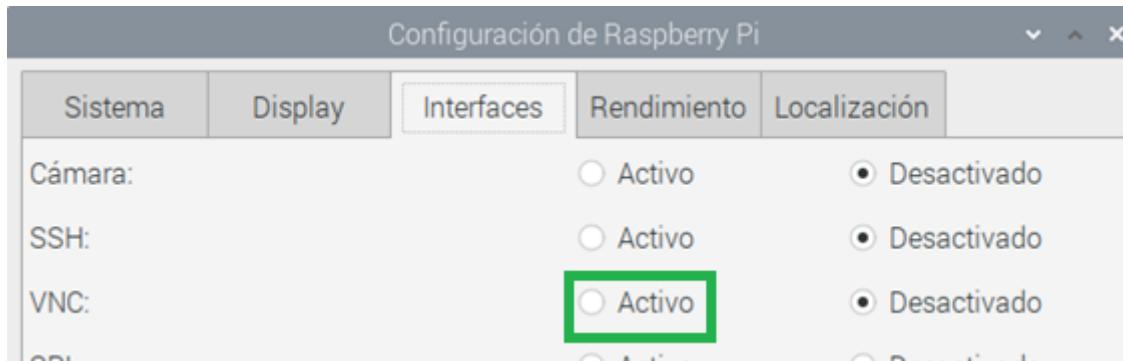 Configuración de Raspberry Pi
Sistema Display Interfaces Rendimiento Localización
Cámara: Activo Desactivado
SSH: Activo Desactivado
VNC: Activo Desactivado